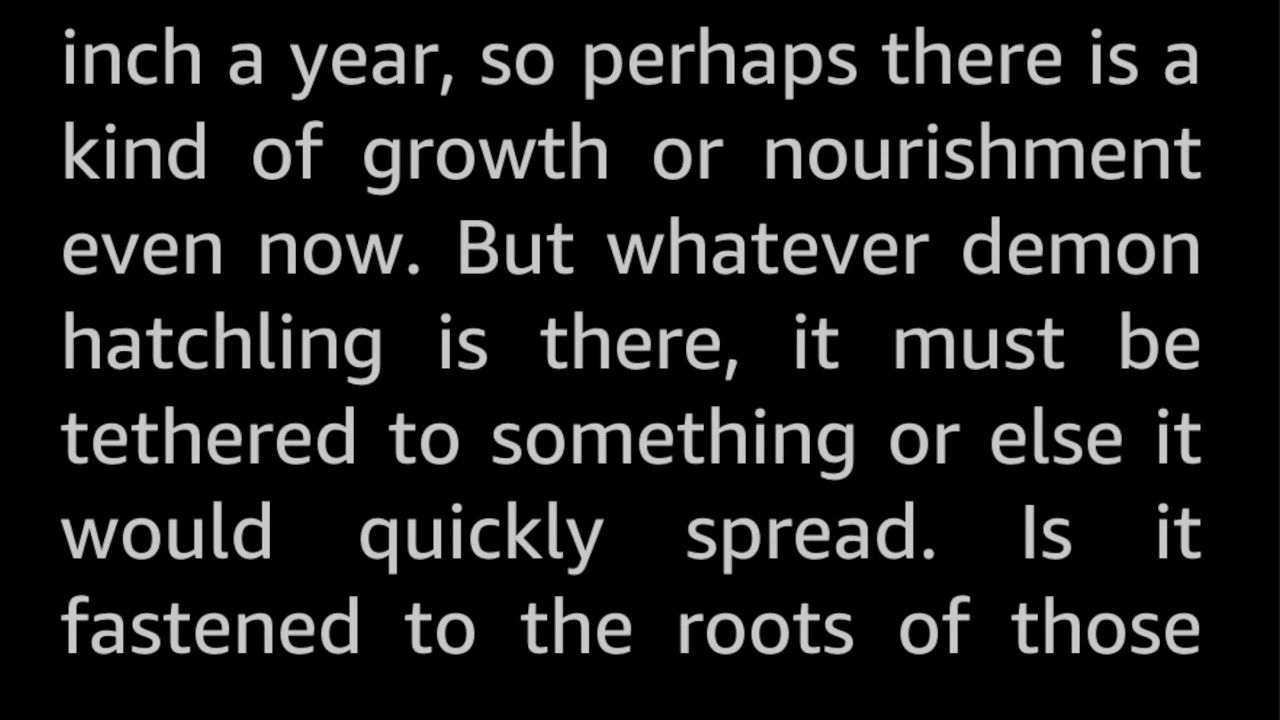 inch a year, so perhaps there is a
kind of growth or nourishment
even now. But whatever demon
hatchling is there, it must be
tethered to something or else it
would quickly spread. Is it
fastened to the roots of those